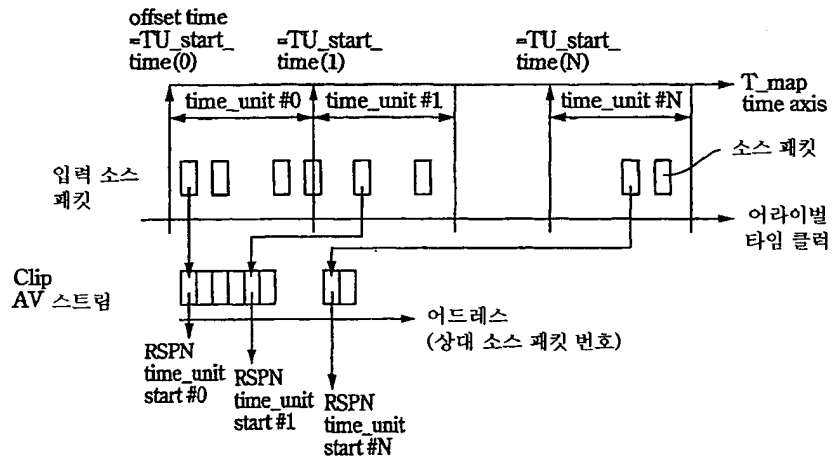 offset time
=TU_start_
time(0)
=TU_start_
time(1)
=TU_start_
time(N)
T_map
time axis
time_unit #0
time_unit #1
time_unit #N
소스 패킷
입력 소스
패킷
어라이벌
타임 클럭
Clip
AV 스트림
어드레스
(상대 소스 패킷 번호)
RSPN
time_unit
start #0
RSPN
time_unit
start #1
RSPN
time_unit
start #N